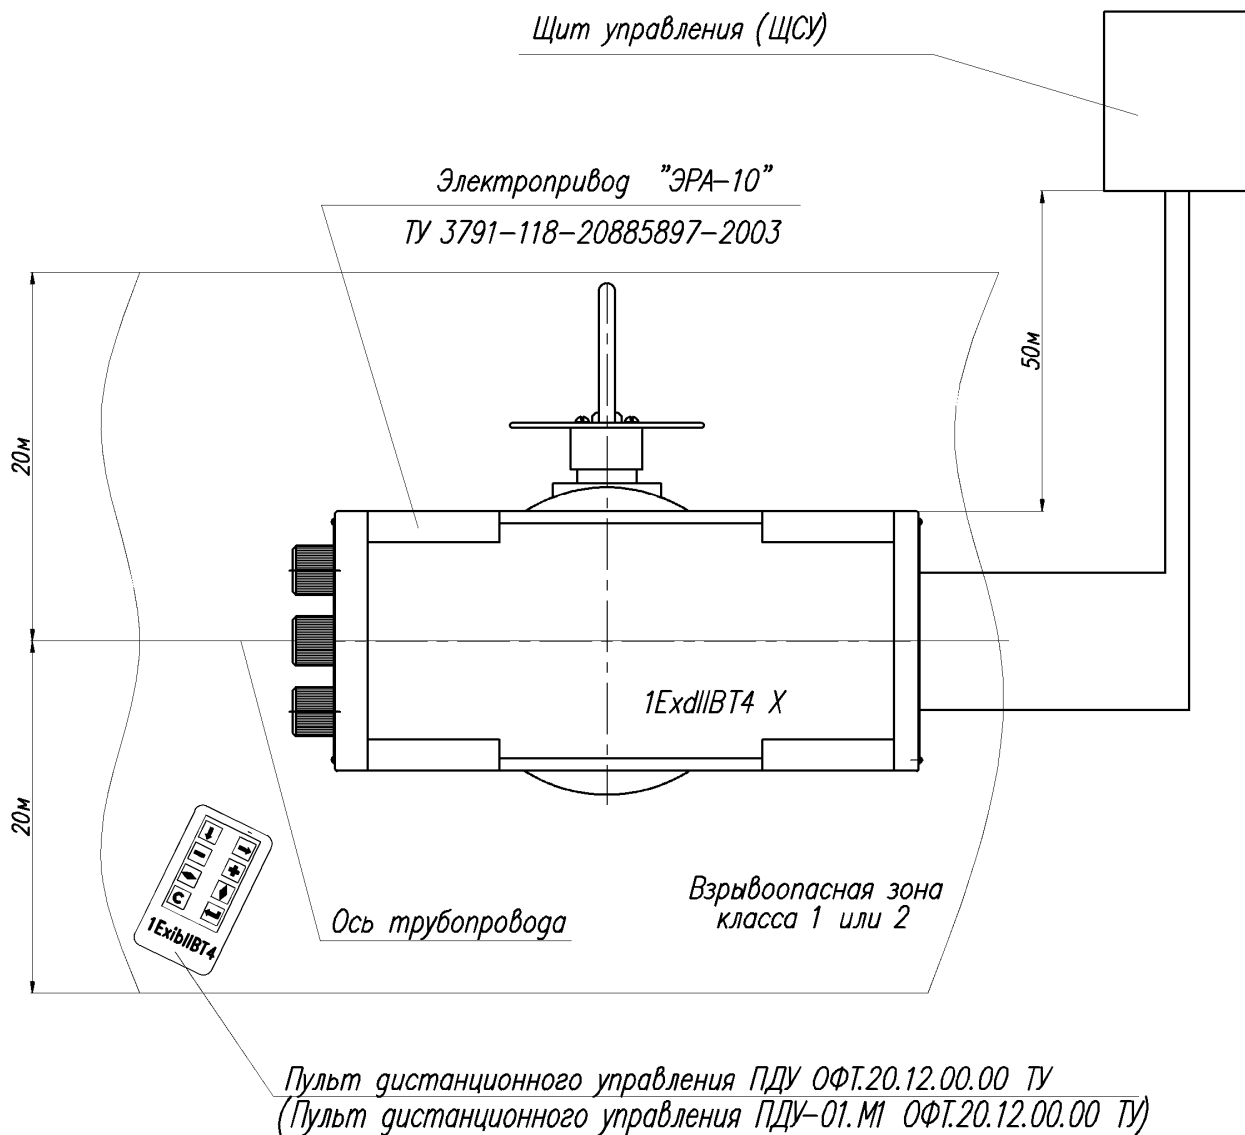 Щит управления (ЩСУ)
Электропривод "ЭРА-10"
ТУ 3791-118-20885897-2003
50м
20м
1ExdIIBT4 X
20м
C
1ExibIIBT4
Ось трубопровода
Взрывоопасная зона
класса 1 или 2
Пульт дистанционного управления ПДУ ОФТ.20.12.00.00 ТУ
(Пульт дистанционного управления ПДУ-01.М1 ОФТ.20.12.00.00 ТУ)